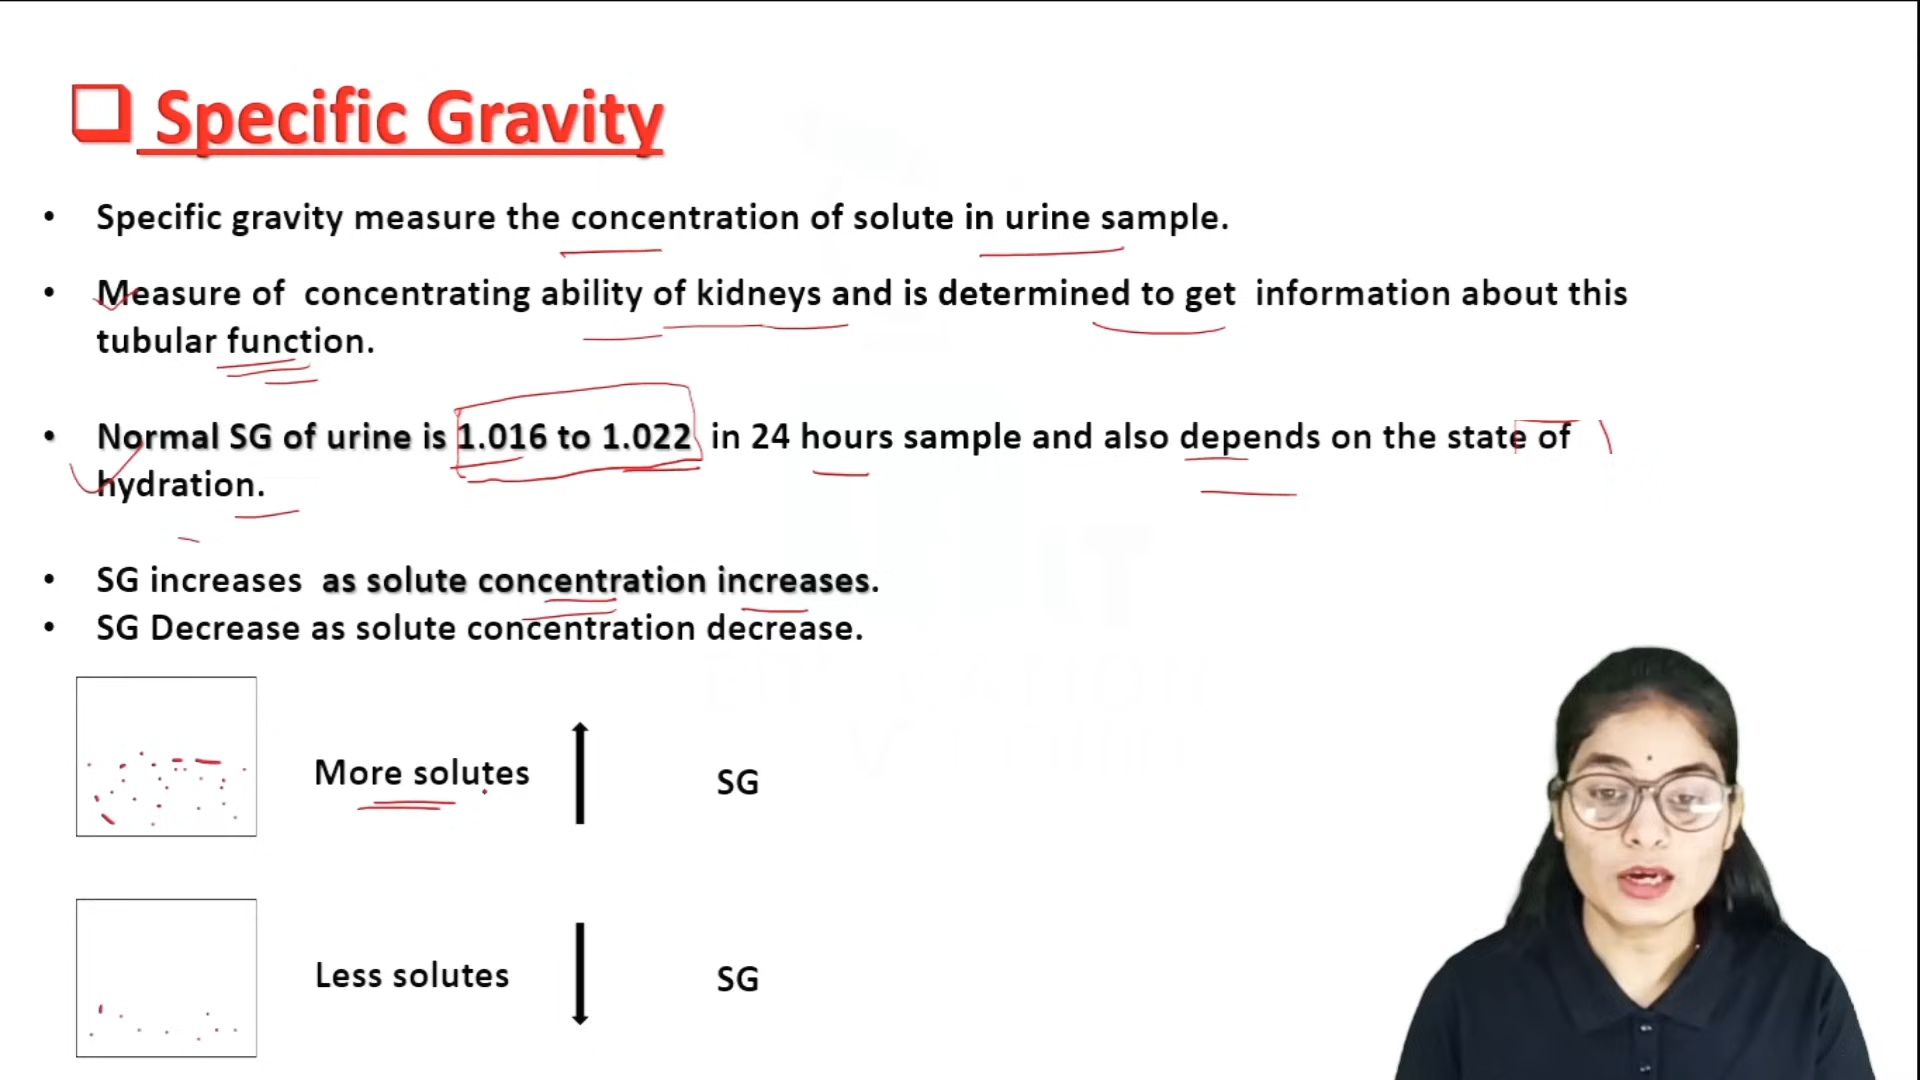 Specific Gravity
• Specific gravity measure the concentration of solute in urine sample.
• Measure of concentrating ability of kidneys and is determined to get information about this
tubular function.
• Normal SG of urine is 1.016 to 1.022 in 24 hours sample and also depends on the state of
hydration.
• SG increases as solute concentration increases.
• SG Decrease as solute concentration decrease.
More solutes SG
Less solutes SG